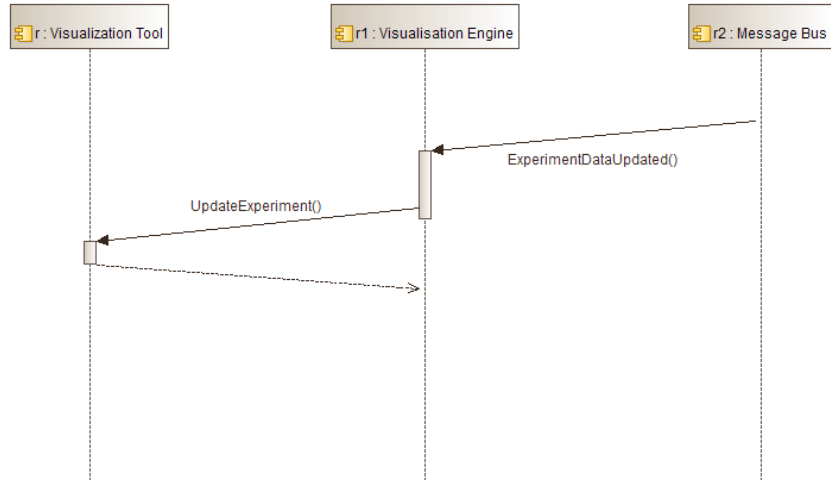 r : Visualization Tool
r1 : Visualisation Engine
r2 : Message Bus
ExperimentDataUpdated()
UpdateExperiment()